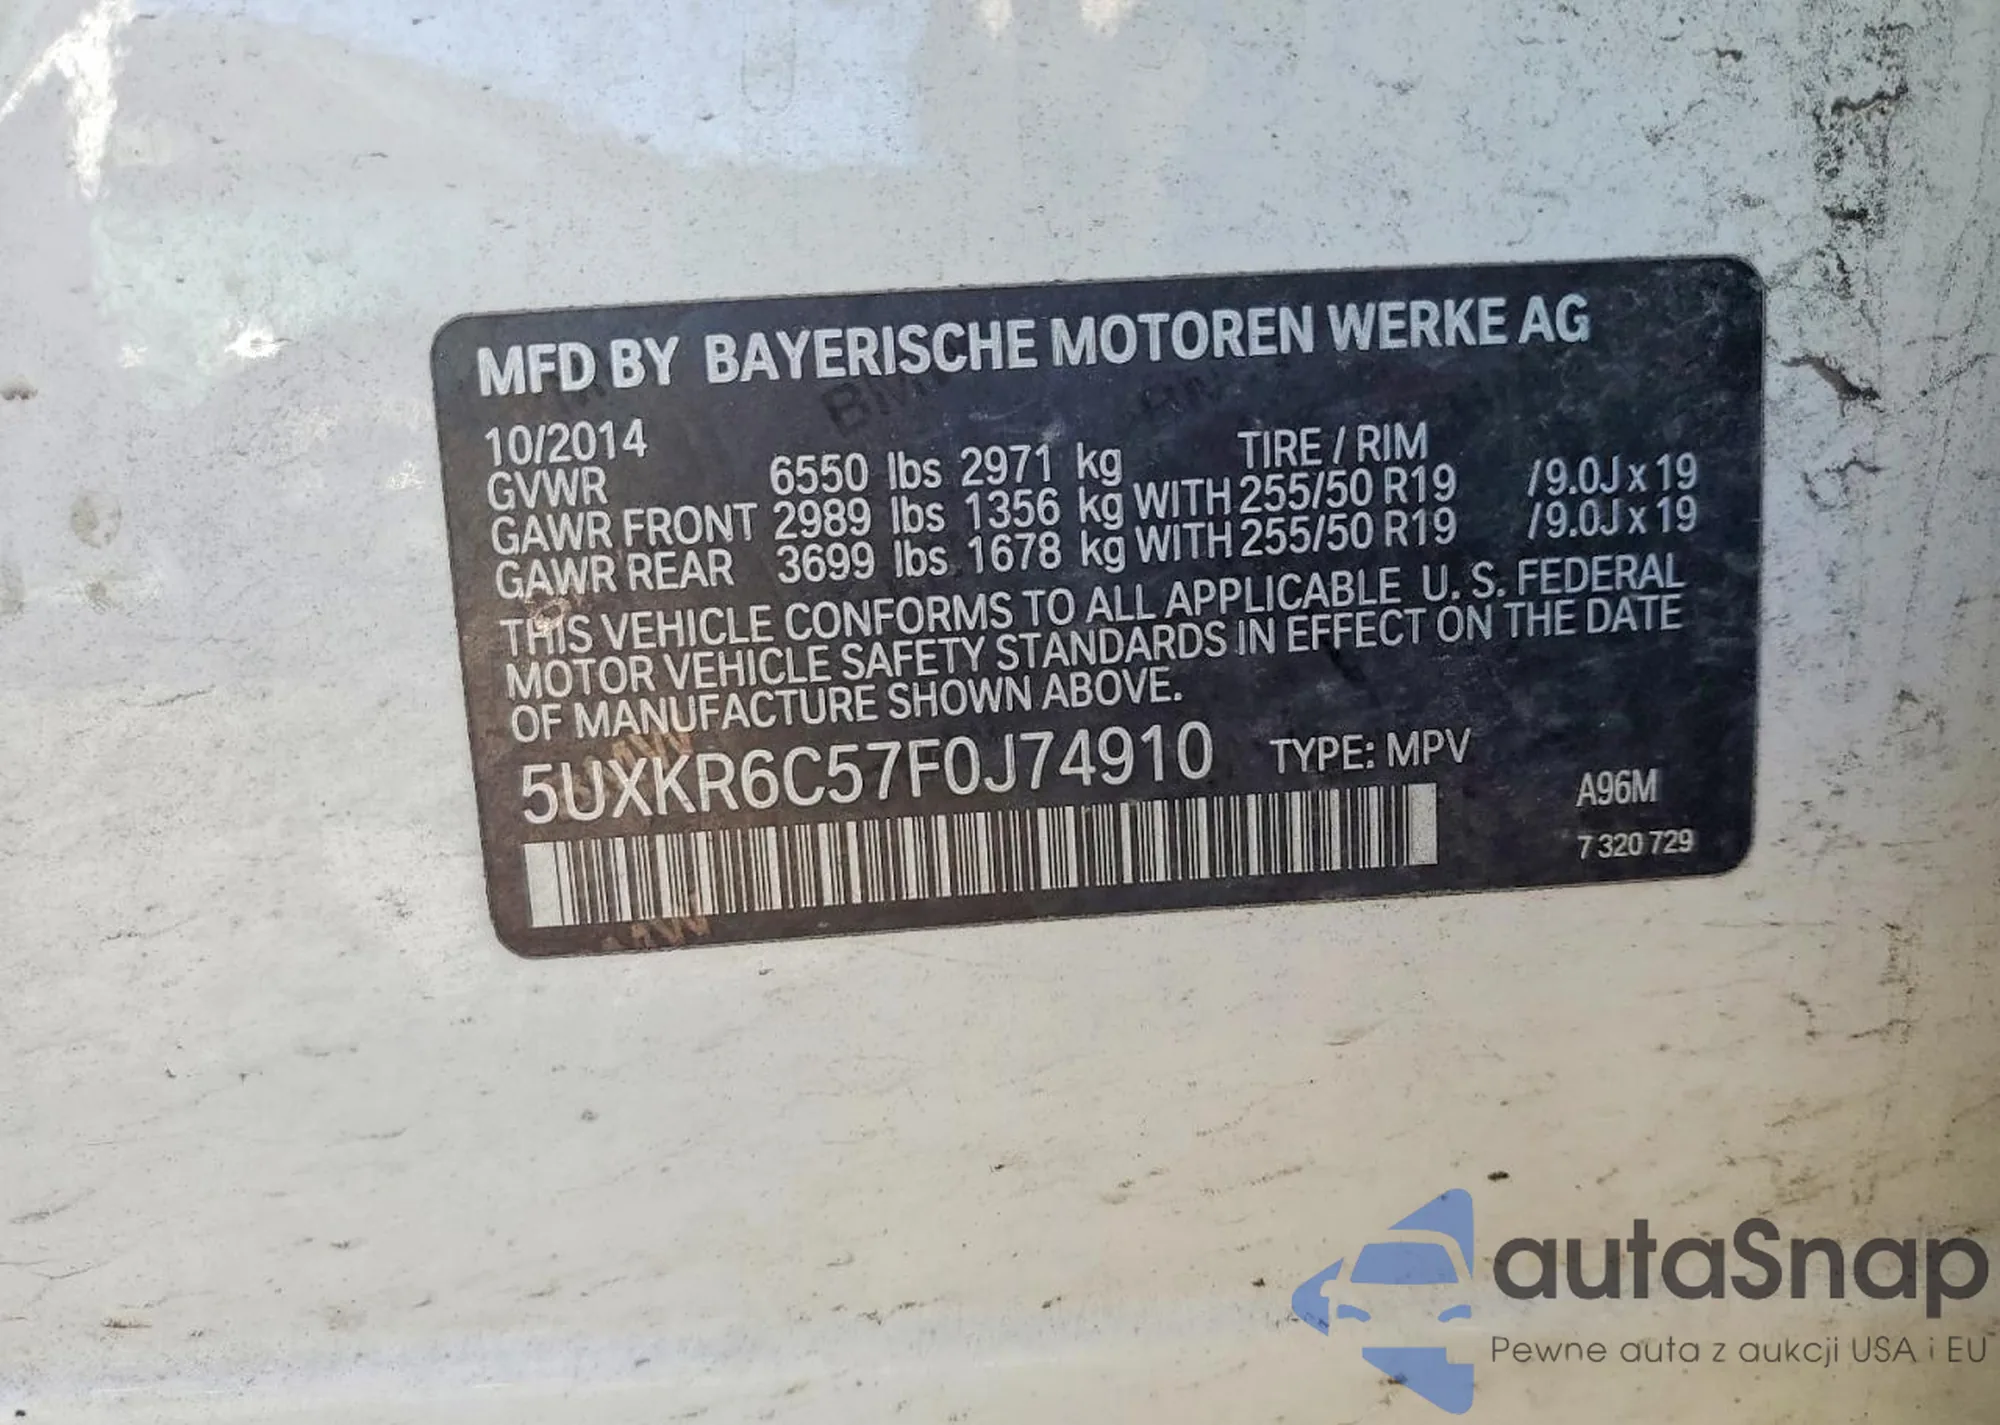 MFD BY BAYERISCHE MOTOREN WERKE AG
10/2014 TIRE / RIM
GVWR 6550 lbs 2971 kg
GAWR FRONT 2989 lbs 1356 kg WITH 255/50 R19 /9.0J x 19
GAWR REAR 3699 lbs 1678 kg WITH 255/50 R19 /9.0J x 19
THIS VEHICLE CONFORMS TO ALL APPLICABLE U. S. FEDERAL
MOTOR VEHICLE SAFETY STANDARDS IN EFFECT ON THE DATE
OF MANUFACTURE SHOWN ABOVE.
5UXKR6C57F0J74910 TYPE: MPV
A96M
7 320 729
autaSnap
Pewne auta z aukcji USA i EU